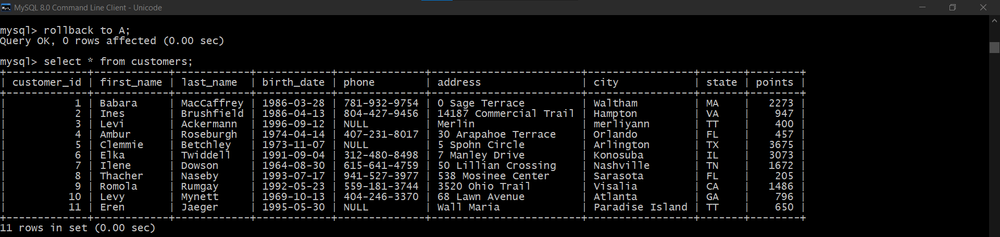 MySQL 8.0 Command Line Client - Unicode
mysql> rollback to A;
Query OK, 0 rows affected (0.00 sec)
mysql> select * from customers;
+-------------+------------+------------+------------+--------------+------------------------+-----------------+-------+--------+
| customer_id | first_name | last_name  | birth_date | phone        | address                | city            | state | points |
+-------------+------------+------------+------------+--------------+------------------------+-----------------+-------+--------+
|           1 | Babara     | MacCaffrey | 1986-03-28 | 781-932-9754 | 0 Sage Terrace         | Waltham         | MA    |   2273 |
|           2 | Ines       | Brushfield | 1986-04-13 | 804-427-9456 | 14187 Commercial Trail | Hampton         | VA    |    947 |
|           3 | Levi       | Ackermann  | 1996-09-12 | NULL         | Merlin                 | merliyann       | TT    |    400 |
|           4 | Ambur      | Roseburgh  | 1974-04-14 | 407-231-8017 | 30 Arapahoe Terrace    | Orlando         | FL    |    457 |
|           5 | Clemmie    | Betchley   | 1973-11-07 | NULL         | 5 Spohn Circle         | Arlington       | TX    |   3675 |
|           6 | Elka       | Twiddell   | 1991-09-04 | 312-480-8498 | 7 Manley Drive         | Konosuba        | IL    |   3073 |
|           7 | Ilene      | Dowson     | 1964-08-30 | 615-641-4759 | 50 Lillian Crossing    | Nashville       | TN    |   1672 |
|           8 | Thacher    | Naseby     | 1993-07-17 | 941-527-3977 | 538 Mosinee Center     | Sarasota        | FL    |    205 |
|           9 | Romola     | Rumgay     | 1992-05-23 | 559-181-3744 | 3520 Ohio Trail        | Visalia         | CA    |   1486 |
|          10 | Levy       | Mynett     | 1969-10-13 | 404-246-3370 | 68 Lawn Avenue         | Atlanta         | GA    |    796 |
|          11 | Eren       | Jaeger     | 1995-05-30 | NULL         | Wall Maria             | Paradise Island | TT    |    650 |
+-------------+------------+------------+------------+--------------+------------------------+-----------------+-------+--------+
11 rows in set (0.00 sec)